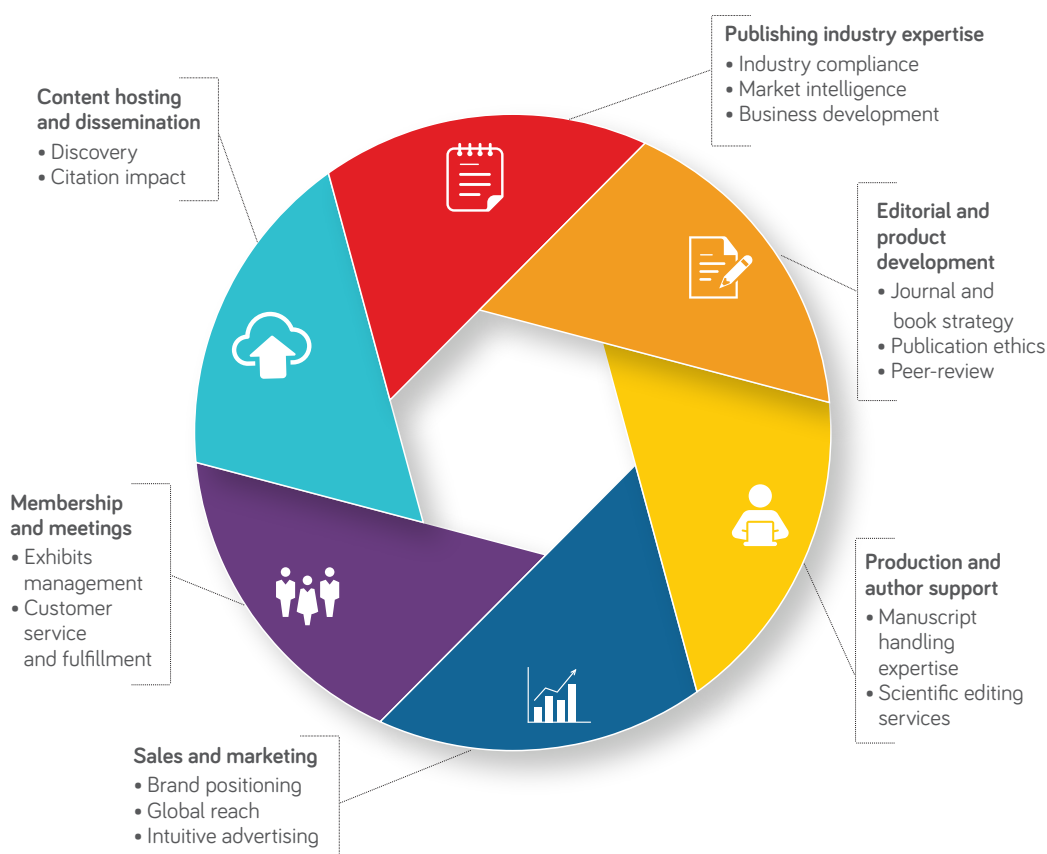 Publishing industry expertise
• Industry compliance
• Market intelligence
• Business development
Editorial and
product
development
• Journal and
book strategy
• Publication ethics
• Peer-review
Production and
author support
• Manuscript
handling
expertise
• Scientific editing
services
Sales and marketing
• Brand positioning
• Global reach
• Intuitive advertising
Membership
and meetings
• Exhibits
management
• Customer
service
and fulfillment
Content hosting
and dissemination
• Discovery
• Citation impact